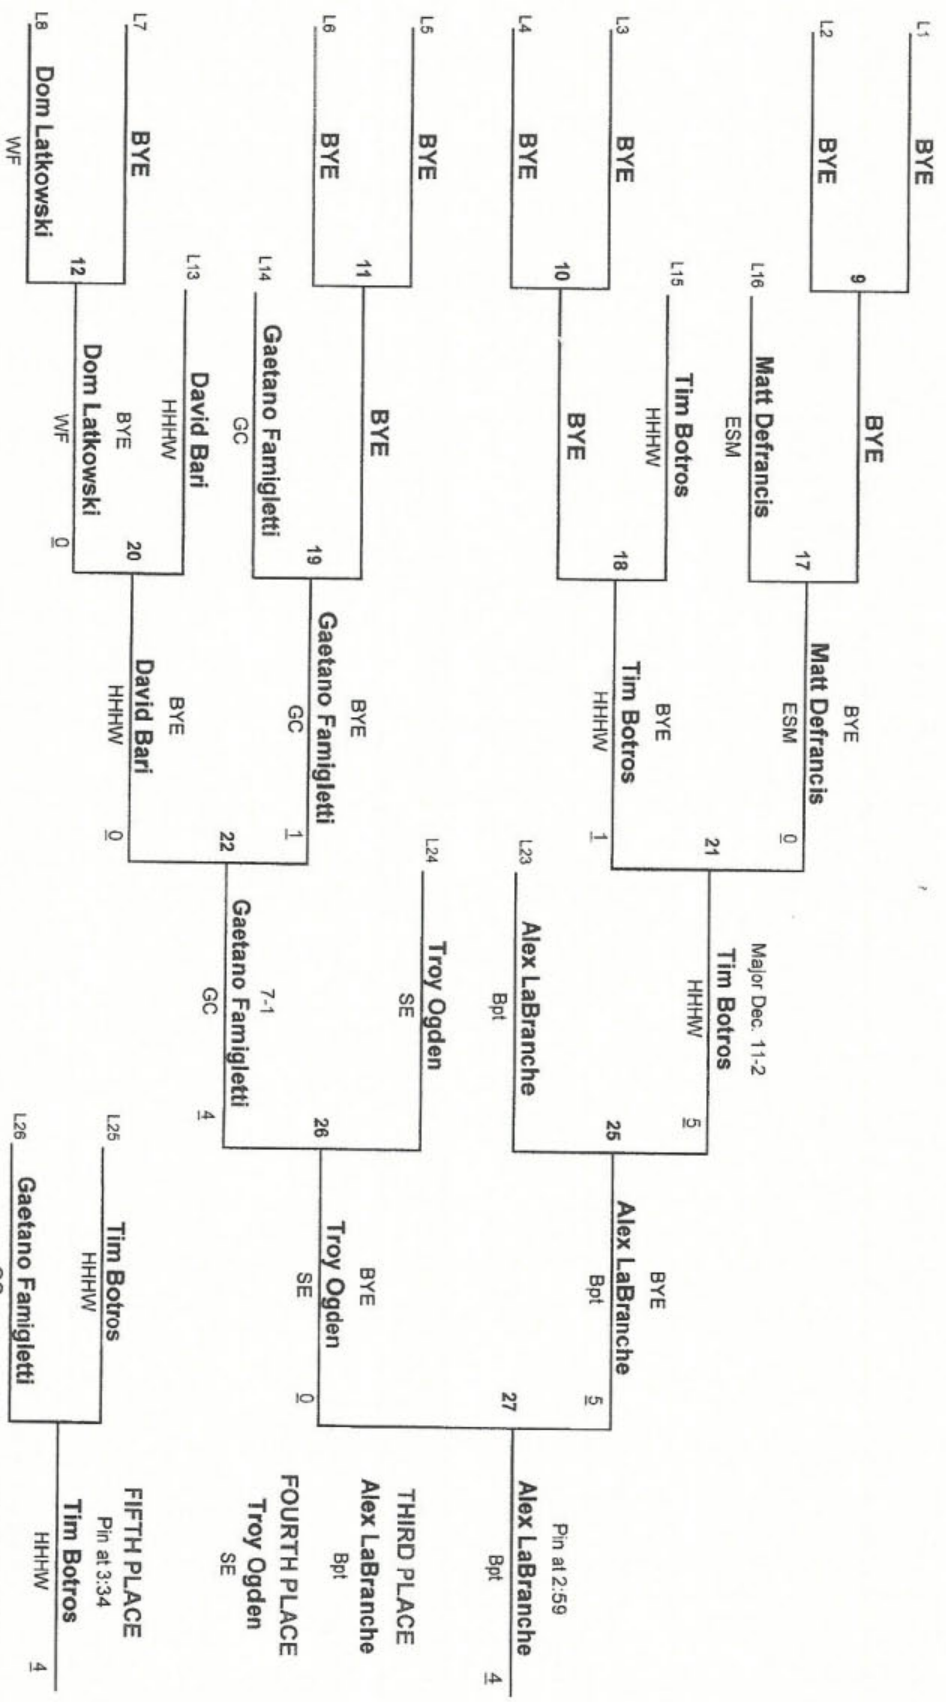 L1
BYE
L2
BYE
9
L3
BYE
L4
BYE
10
L5
BYE
L6
BYE
11
L7
BYE
L8
Dom Latkowski
WF
12
BYE
L16
Matt Defrancis
ESM
17
L15
Tim Botros
HHHW
BYE
18
BYE
L14
Gaetano Famigletti
GC
19
L13
David Bari
HHHW
BYE
Dom Latkowski
WF
0
20
BYE
Matt Defrancis
ESM
0
21
BYE
Tim Botros
HHHW
1
BYE
Gaetano Famigletti
GC
1
22
BYE
David Bari
HHHW
0
Major Dec. 11-2
Tim Botros
HHHW
5
L23
Alex LaBranche
Bpt
25
L24
Troy Ogden
SE
7-1
Gaetano Famigletti
GC
4
26
BYE
Alex LaBranche
Bpt
5
27
BYE
Troy Ogden
SE
0
Pin at 2:59
Alex LaBranche
Bpt
4
THIRD PLACE
Alex LaBranche
Bpt
FOURTH PLACE
Troy Ogden
SE
L25
Tim Botros
HHHW
L26
Gaetano Famigletti
FIFTH PLACE
Pin at 3:34
Tim Botros
HHHW
4